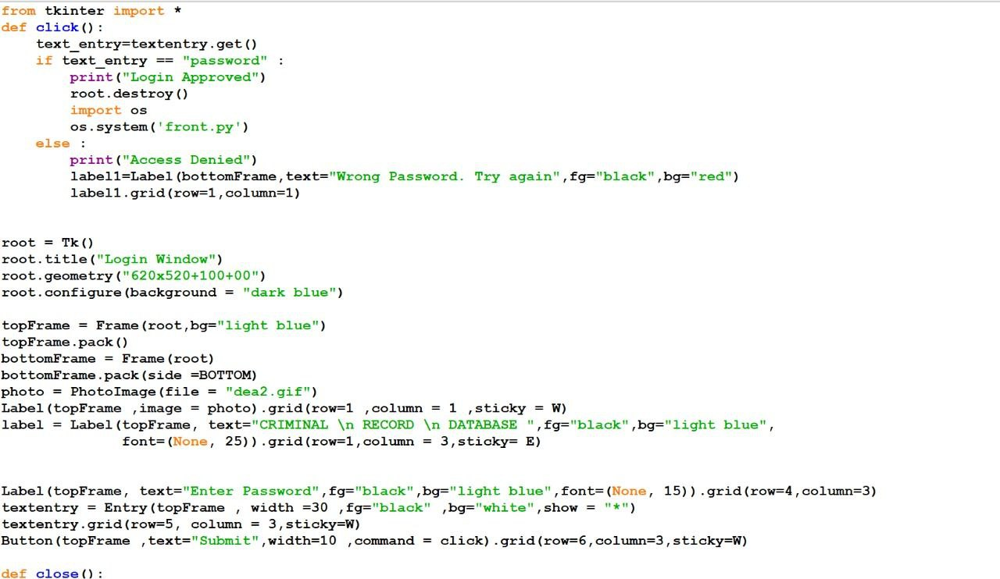 from tkinter import *
def click():
    text_entry=textentry.get()
    if text_entry == "password" :
        print("Login Approved")
        root.destroy()
        import os
        os.system('front.py')
    else :
        print("Access Denied")
        label1=Label(bottomFrame,text="Wrong Password. Try again",fg="black",bg="red")
        label1.grid(row=1,column=1)
root = Tk()
root.title("Login Window")
root.geometry("620x520+100+00")
root.configure(background = "dark blue")
topFrame = Frame(root,bg="light blue")
topFrame.pack()
bottomFrame = Frame(root)
bottomFrame.pack(side =BOTTOM)
photo = PhotoImage(file = "dea2.gif")
Label(topFrame ,image = photo).grid(row=1 ,column = 1 ,sticky = W)
label = Label(topFrame, text="CRIMINAL \n RECORD \n DATABASE ",fg="black",bg="light blue",
              font=(None, 25)).grid(row=1,column = 3,sticky= E)
Label(topFrame, text="Enter Password",fg="black",bg="light blue",font=(None, 15)).grid(row=4,column=3)
textentry = Entry(topFrame , width =30 ,fg="black" ,bg="white",show = "*")
textentry.grid(row=5, column = 3,sticky=W)
Button(topFrame ,text="Submit",width=10 ,command = click).grid(row=6,column=3,sticky=W)
def close():